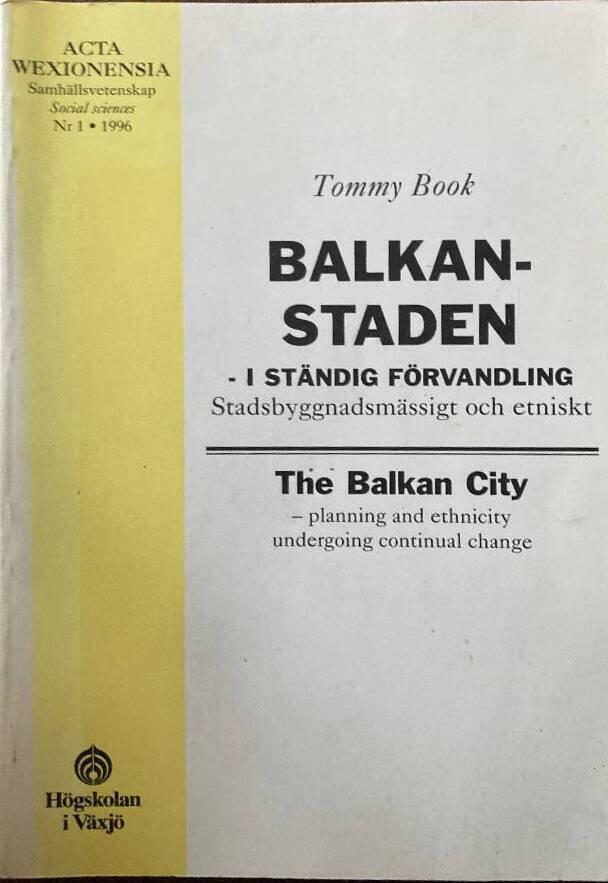 ACTA
WEXIONENSIA
Samhällsvetenskap
Social sciences
Nr 1 • 1996
Tommy Book
BALKAN-
STADEN
- I STÄNDIG FÖRVANDLING
Stadsbyggnadsmässigt och etniskt
The Balkan City
– planning and ethnicity
undergoing continual change
Högskolan
i Växjö